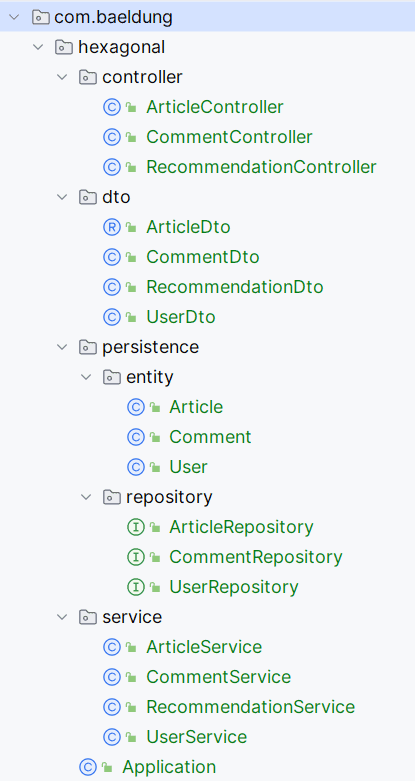 com.baeldung
hexagonal
controller
C ArticleController
C CommentController
C RecommendationController
dto
R ArticleDto
C CommentDto
C RecommendationDto
C UserDto
persistence
entity
C Article
C Comment
C User
repository
I ArticleRepository
I CommentRepository
I UserRepository
service
C ArticleService
C CommentService
C RecommendationService
C UserService
C Application